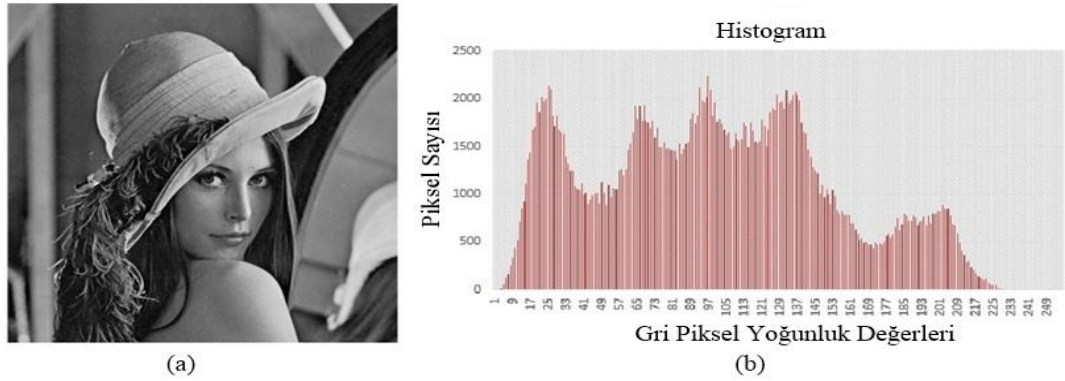 Histogram
2500
2000
1500
1000
500
0
Piksel Sayısı
1 9 17 25 33 41 49 57 65 73 81 89 97 105 113 121 129 137 145 153 161 169 177 185 193 201 209 217 225 233 241 249
Gri Piksel Yoğunluk Değerleri
(a) (b)